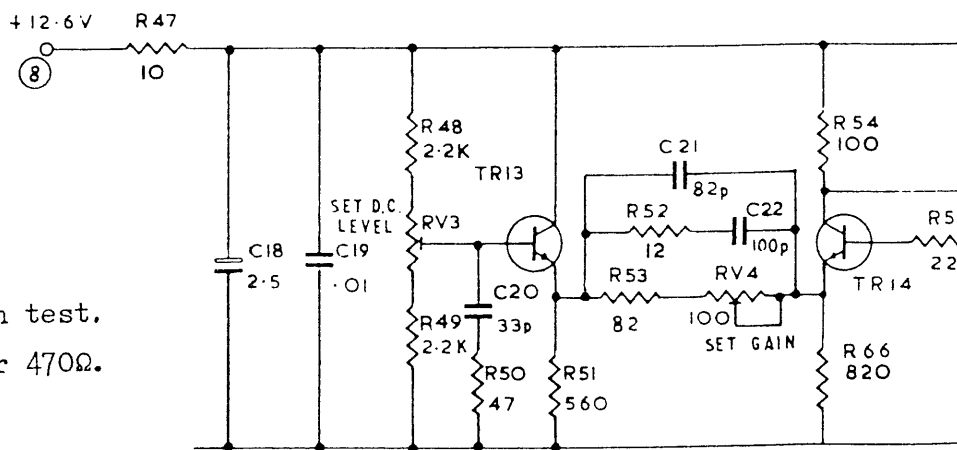 +12·6V
R47
8
10
R48
2·2K
TR13
C21
82p
R54
100
SET D.C.
LEVEL
RV3
R52
12
C22
100p
C18
2·5
C19
·01
C20
33p
R53
82
RV4
100
SET GAIN
TR14
R5
22
n test.
470Ω.
R49
2·2K
R50
47
R51
560
R66
820